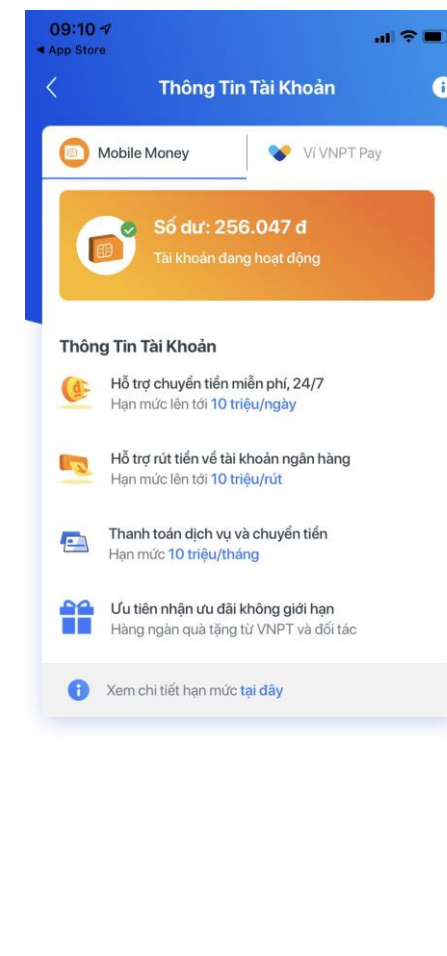 09:10
◀ App Store
Thông Tin Tài Khoản
Mobile Money
Ví VNPT Pay
Số dư: 256.047 đ
Tài khoản đang hoạt động
Thông Tin Tài Khoản
Hỗ trợ chuyển tiền miễn phí, 24/7
Hạn mức lên tới 10 triệu/ngày
Hỗ trợ rút tiền về tài khoản ngân hàng
Hạn mức lên tới 10 triệu/rút
Thanh toán dịch vụ và chuyển tiền
Hạn mức 10 triệu/tháng
Ưu tiên nhận ưu đãi không giới hạn
Hàng ngàn quà tặng từ VNPT và đối tác
Xem chi tiết hạn mức tại đây